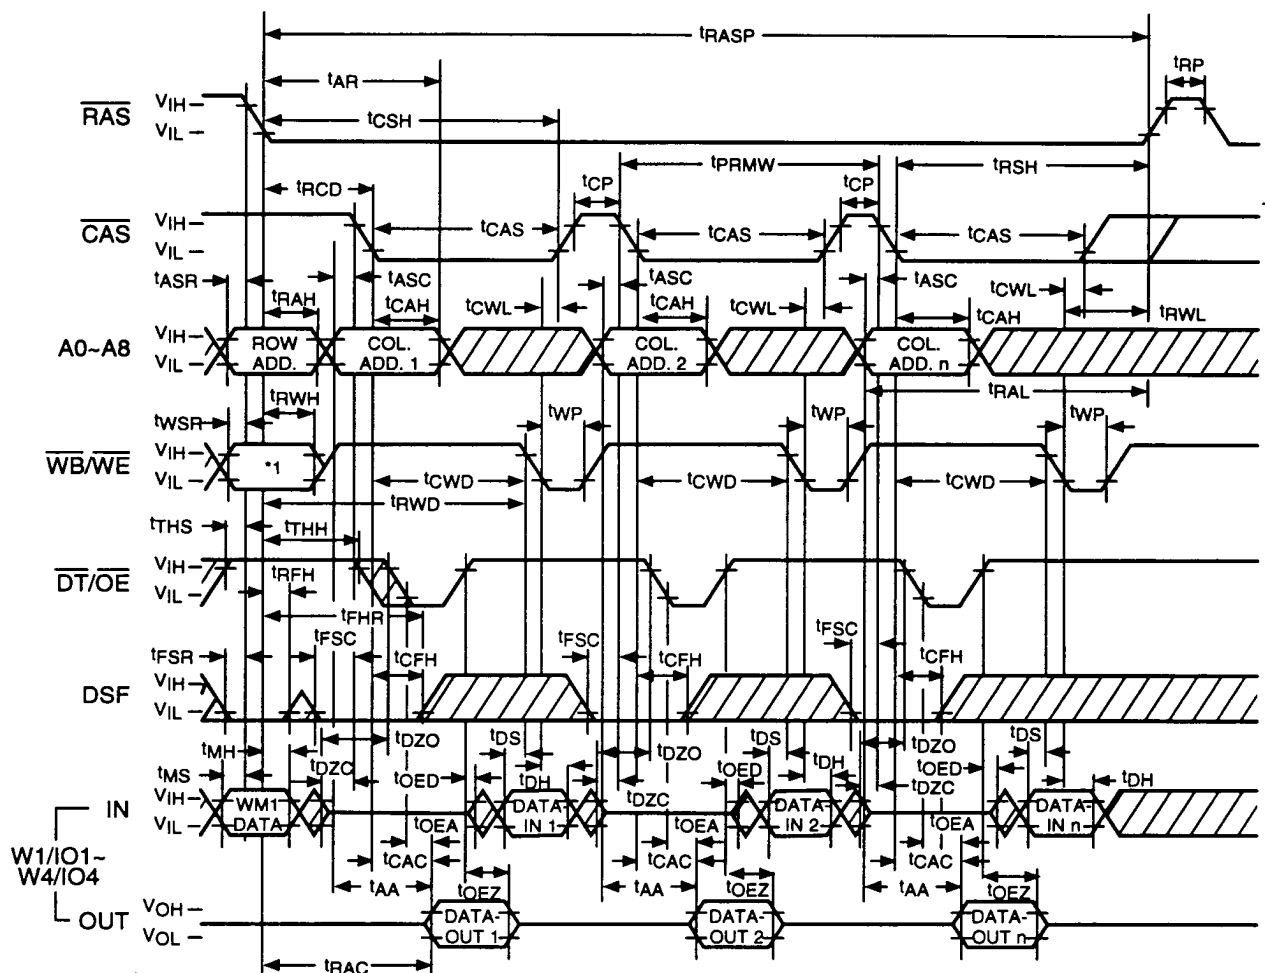 tRASP
tAR
tRP
RAS
VIH
VIL
tCSH
tPRMW
tRSH
tRCD
tCP
tCP
CAS
VIH
VIL
tCAS
tCAS
tCAS
tASR
tRAH
tASC
tCAH
tCWL
tASC
tCAH
tCWL
tASC
tCAH
tCWL
tRWL
A0~A8
VIH
VIL
ROW ADD.
COL. ADD. 1
COL. ADD. 2
COL. ADD. n
tRAL
tWSR
tRWH
tWP
tWP
tWP
WB/WE
VIH
VIL
*1
tCWD
tCWD
tCWD
tRWD
tTHS
tTHH
DT/OE
VIH
VIL
tRFH
tFHR
tFSR
tFSC
tCFH
tFSC
tCFH
tFSC
tCFH
DSF
VIH
VIL
tMH
tDZO
tDS
tDZO
tDS
tDZO
tDS
tMS
tDZC
tOED
tDH
tDZC
tOED
tDH
tDZC
tOED
tDH
IN
VIH
VIL
WM1 DATA
DATA-IN 1
DATA-IN 2
DATA-IN n
W1/IO1~
W4/IO4
tOEA
tOEA
tOEA
tCAC
tCAC
tCAC
tAA
tOEZ
tAA
tOEZ
tAA
tOEZ
OUT
VOH
VOL
DATA-OUT 1
DATA-OUT 2
DATA-OUT n
tRAC